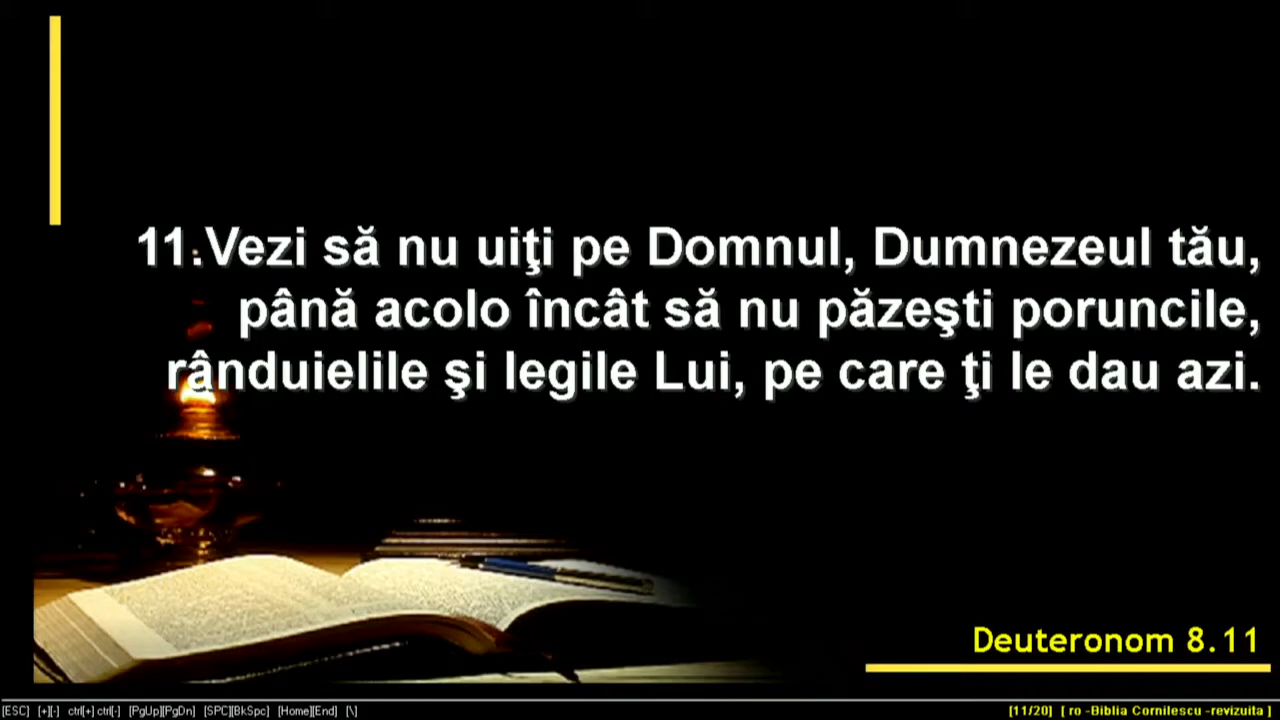 11.Vezi să nu uiţi pe Domnul, Dumnezeul tău,
până acolo încât să nu păzeşti poruncile,
rânduielile şi legile Lui, pe care ţi le dau azi.
Deuteronom 8.11
[ESC] [+][-] ctrl[+] ctrl[-] [PgUp][PgDn] [SPC][BkSpc] [Home][End] [\]
[11/20] [ ro -Biblia Cornilescu -revizuita ]